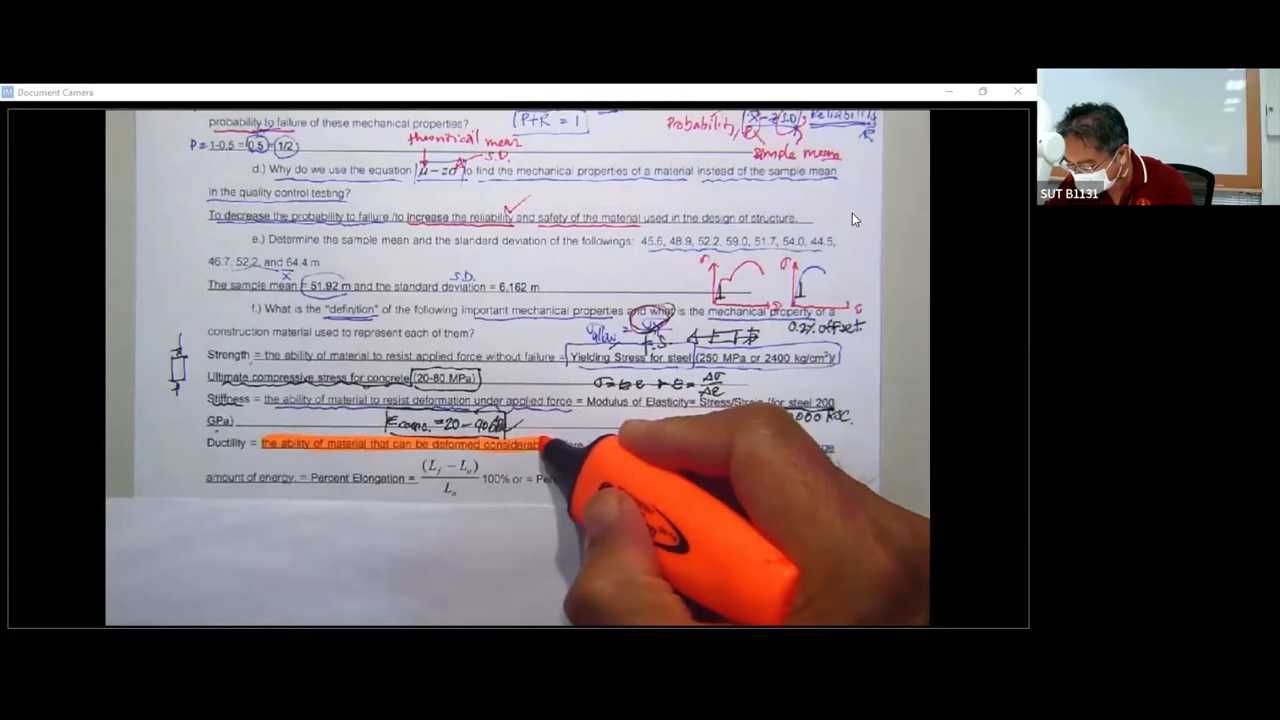 Document Camera
probability to failure of these mechanical properties?
P+R = 1
Probability,
Reliability
R
P = 1-0.5 = 0.5 = 1/2
S.D.
sample mean
d.) Why do we use the equation μ-zσ to find the mechanical properties of a material instead of the sample mean
in the quality control testing?
To decrease the probability to failure /to increase the reliability and safety of the material used in the design of structure.
e.) Determine the sample mean and the standard deviation of the followings: 45.6, 48.9, 52.2, 59.0, 51.7, 54.0, 44.5,
46.7, 52.2, and 64.4 m
The sample mean = 51.92 m and the standard deviation = 6.162 m
S.D.
f.) What is the "definition" of the following important mechanical properties and what is the mechanical property of a
0.2% offset
construction material used to represent each of them?
F.S.
Strength = the ability of material to resist applied force without failure = Yielding Stress for steel (250 MPa or 2400 kg/cm²)/
Ultimate compressive stress for concrete (20-80 MPa)
Stiffness = the ability of material to resist deformation under applied force = Modulus of Elasticity= Stress/Strain (for steel 200
GPa)
Ductility = the ability of material that can be deformed
amount of energy. = Percent Elongation = (L_f − L_o) / L_o 100% or =
SUT B1131